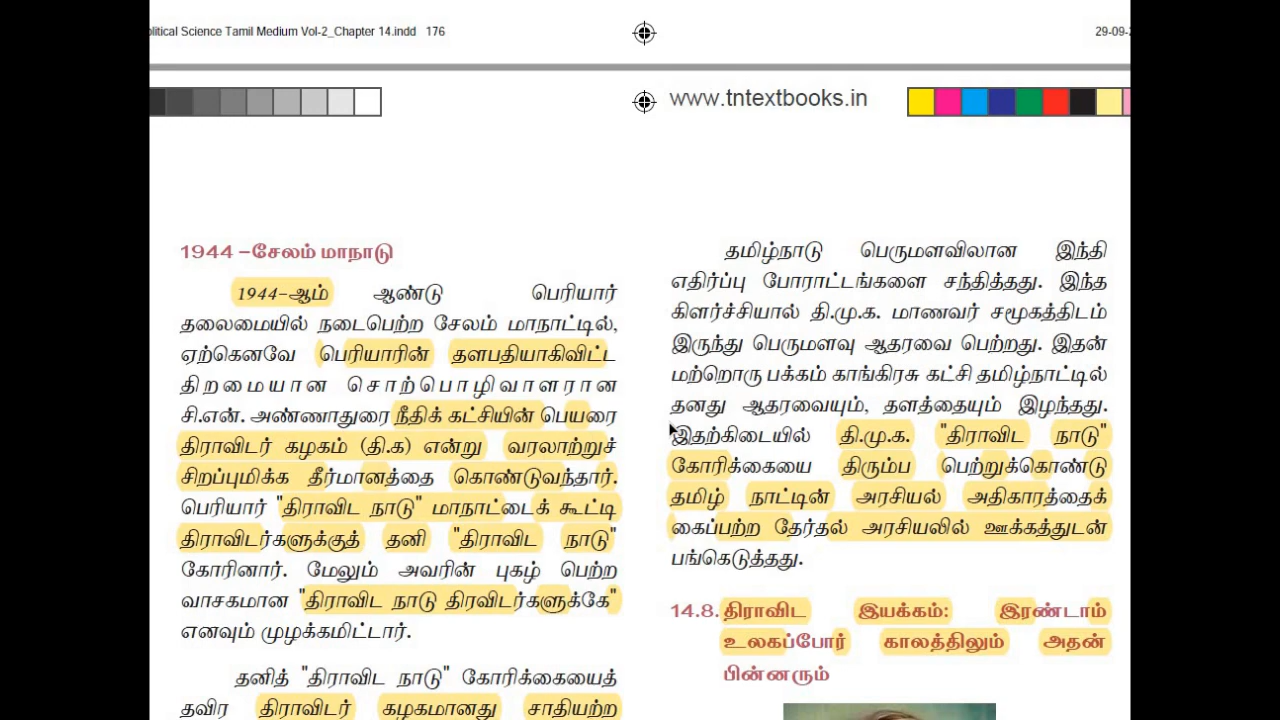 olitical Science Tamil Medium Vol-2_Chapter 14.indd 176
29-09-
www.tntextbooks.in
1944 –சேலம் மாநாடு
1944-ஆம் ஆண்டு பெரியார்
தலைமையில் நடைபெற்ற சேலம் மாநாட்டில்,
ஏற்கெனவே பெரியாரின் தளபதியாகிவிட்ட
திறமையான சொற்பொழிவாளரான
சி.என். அண்ணாதுரை நீதிக் கட்சியின் பெயரை
திராவிடர் கழகம் (தி.க) என்று வரலாற்றுச்
சிறப்புமிக்க தீர்மானத்தை கொண்டுவந்தார்.
பெரியார் "திராவிட நாடு" மாநாட்டைக் கூட்டி
திராவிடர்களுக்குத் தனி "திராவிட நாடு"
கோரினார். மேலும் அவரின் புகழ் பெற்ற
வாசகமான "திராவிட நாடு திரவிடர்களுக்கே"
எனவும் முழக்கமிட்டார்.
தனித் "திராவிட நாடு" கோரிக்கையைத்
தவிர திராவிடர் கழகமானது சாதியற்ற
தமிழ்நாடு பெருமளவிலான இந்தி
எதிர்ப்பு போராட்டங்களை சந்தித்தது. இந்த
கிளர்ச்சியால் தி.மு.க. மாணவர் சமூகத்திடம்
இருந்து பெருமளவு ஆதரவை பெற்றது. இதன்
மற்றொரு பக்கம் காங்கிரசு கட்சி தமிழ்நாட்டில்
தனது ஆதரவையும், தளத்தையும் இழந்தது.
இதற்கிடையில் தி.மு.க. "திராவிட நாடு"
கோரிக்கையை திரும்ப பெற்றுக்கொண்டு
தமிழ் நாட்டின் அரசியல் அதிகாரத்தைக்
கைப்பற்ற தேர்தல் அரசியலில் ஊக்கத்துடன்
பங்கெடுத்தது.
14.8. திராவிட இயக்கம்: இரண்டாம்
உலகப்போர் காலத்திலும் அதன்
பின்னரும்